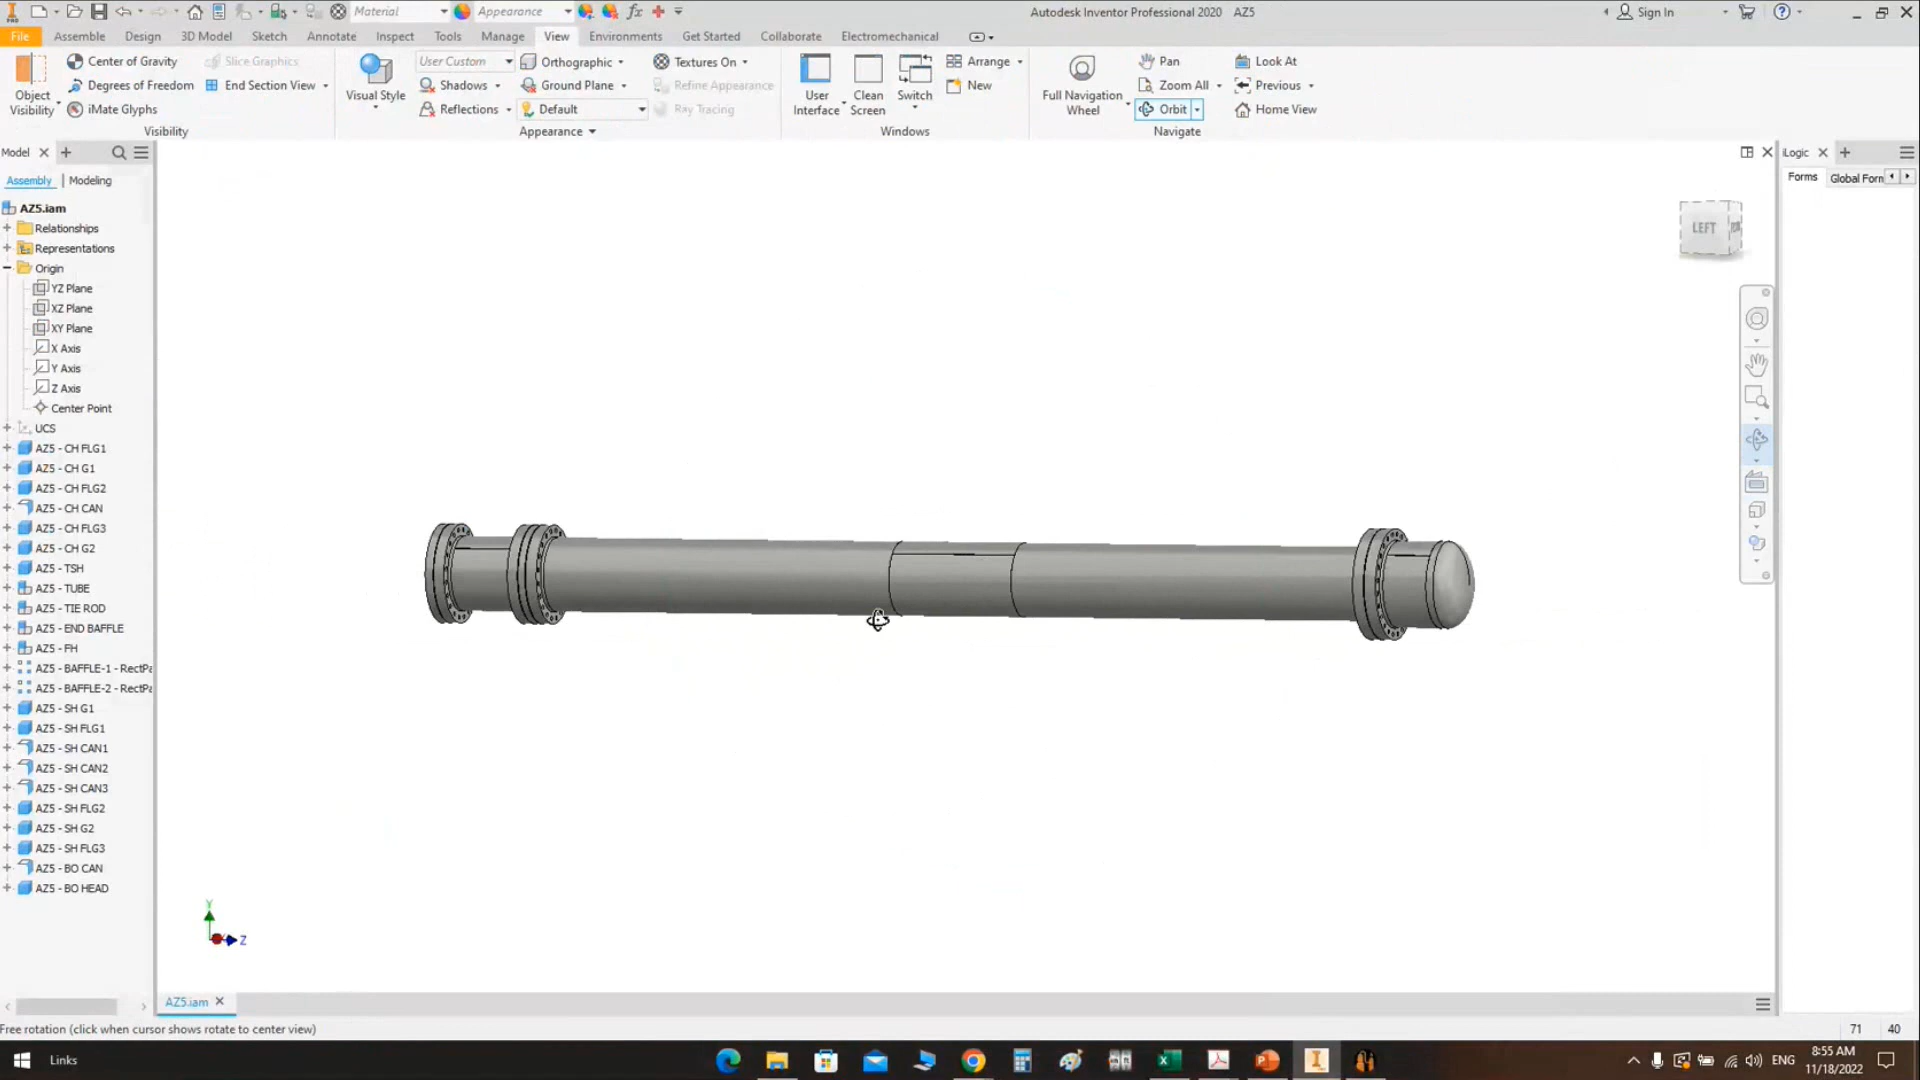 Material
Appearance
fx
Autodesk Inventor Professional 2020 AZ5
Sign In
File Assemble Design 3D Model Sketch Annotate Inspect Tools Manage View Environments Get Started Collaborate Electromechanical
Object Visibility
Center of Gravity
Degrees of Freedom
iMate Glyphs
Slice Graphics
End Section View
Visibility
Visual Style
User Custom
Shadows
Reflections
Orthographic
Ground Plane
Default
Textures On
Refine Appearance
Ray Tracing
Appearance
User Interface
Clean Screen
Switch
Arrange
New
Windows
Full Navigation Wheel
Pan
Zoom All
Orbit
Look At
Previous
Home View
Navigate
Model
Assembly | Modeling
AZ5.iam
Relationships
Representations
Origin
YZ Plane
XZ Plane
XY Plane
X Axis
Y Axis
Z Axis
Center Point
UCS
AZ5 - CH FLG1
AZ5 - CH G1
AZ5 - CH FLG2
AZ5 - CH CAN
AZ5 - CH FLG3
AZ5 - CH G2
AZ5 - TSH
AZ5 - TUBE
AZ5 - TIE ROD
AZ5 - END BAFFLE
AZ5 - FH
AZ5 - BAFFLE-1 - RectPa
AZ5 - BAFFLE-2 - RectPa
AZ5 - SH G1
AZ5 - SH FLG1
AZ5 - SH CAN1
AZ5 - SH CAN2
AZ5 - SH CAN3
AZ5 - SH FLG2
AZ5 - SH G2
AZ5 - SH FLG3
AZ5 - BO CAN
AZ5 - BO HEAD
LEFT
iLogic
Forms Global Forn
Y
Z
AZ5.iam
Free rotation (click when cursor shows rotate to center view)
71 40
Links
ENG
8:55 AM
11/18/2022